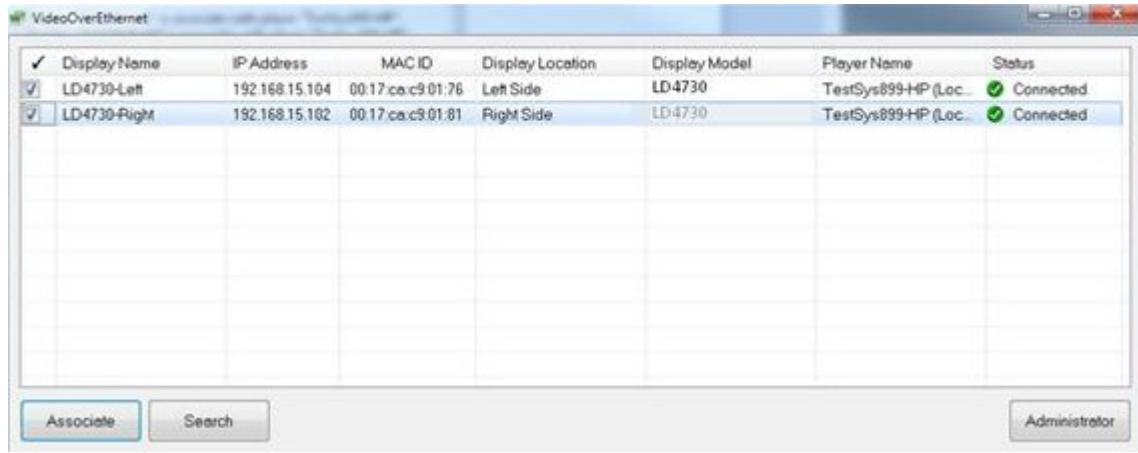 VideoOverEthernet
✓ Display Name IP Address MAC ID Display Location Display Model Player Name Status
LD4730-Left 192.168.15.104 00:17:ca:c9:01:76 Left Side LD4730 TestSys899-HP (Loc... Connected
LD4730-Right 192.168.15.102 00:17:ca:c9:01:81 Right Side LD4730 TestSys899-HP (Loc... Connected
Associate Search Administrator